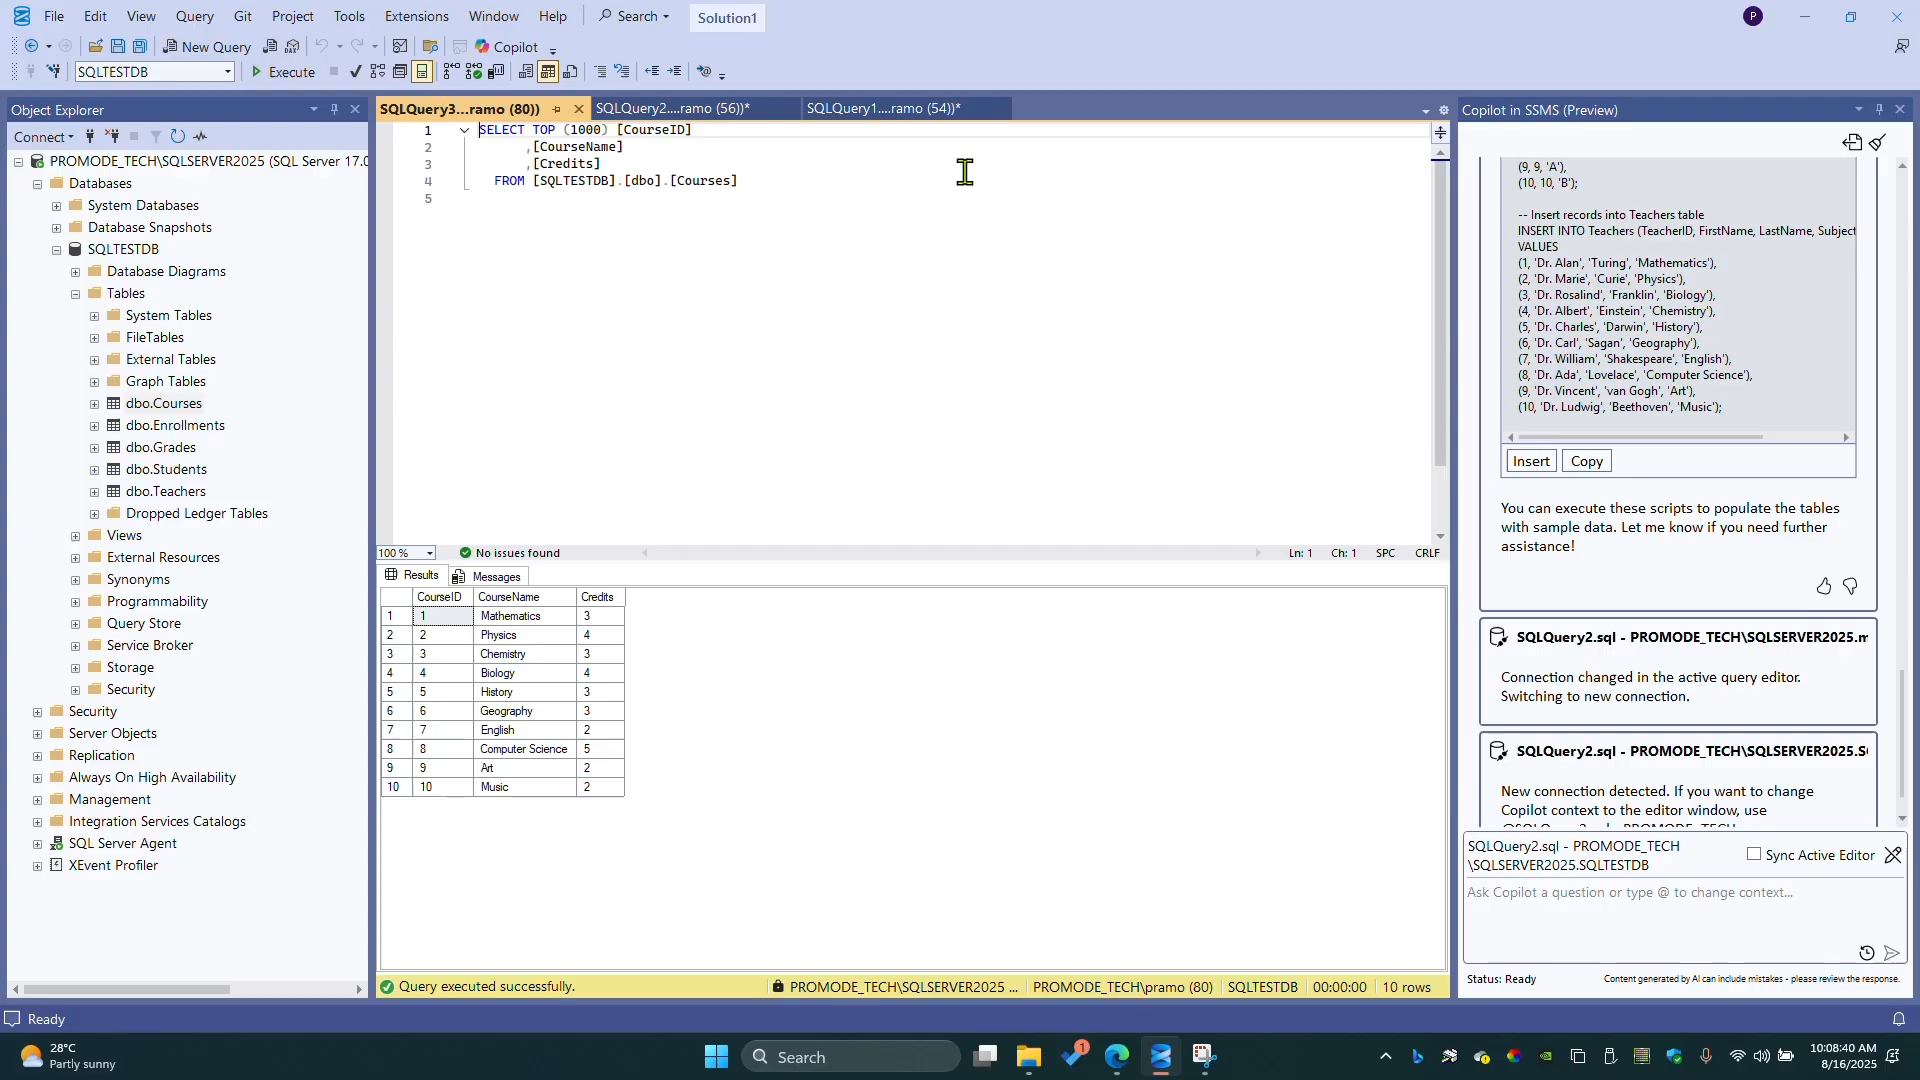 File Edit View Query Git Project Tools Extensions Window Help Search Solution1 P
New Query DAX Copilot
SQLTESTDB Execute
Object Explorer
Connect
PROMODE_TECH\SQLSERVER2025 (SQL Server 17.0
Databases
System Databases
Database Snapshots
SQLTESTDB
Database Diagrams
Tables
System Tables
FileTables
External Tables
Graph Tables
dbo.Courses
dbo.Enrollments
dbo.Grades
dbo.Students
dbo.Teachers
Dropped Ledger Tables
Views
External Resources
Synonyms
Programmability
Query Store
Service Broker
Storage
Security
Security
Server Objects
Replication
Always On High Availability
Management
Integration Services Catalogs
SQL Server Agent
XEvent Profiler
SQLQuery3...ramo (80)) SQLQuery2....ramo (56))* SQLQuery1....ramo (54))*
1 SELECT TOP (1000) [CourseID]
2 ,[CourseName]
3 ,[Credits]
4 FROM [SQLTESTDB].[dbo].[Courses]
5
100 % No issues found Ln: 1 Ch: 1 SPC CRLF
Results Messages
CourseID CourseName Credits
1 1 Mathematics 3
2 2 Physics 4
3 3 Chemistry 3
4 4 Biology 4
5 5 History 3
6 6 Geography 3
7 7 English 2
8 8 Computer Science 5
9 9 Art 2
10 10 Music 2
Query executed successfully. PROMODE_TECH\SQLSERVER2025 ... PROMODE_TECH\pramo (80) SQLTESTDB 00:00:00 10 rows
Copilot in SSMS (Preview)
(9, 9, 'A'),
(10, 10, 'B');
-- Insert records into Teachers table
INSERT INTO Teachers (TeacherID, FirstName, LastName, Subject
VALUES
(1, 'Dr. Alan', 'Turing', 'Mathematics'),
(2, 'Dr. Marie', 'Curie', 'Physics'),
(3, 'Dr. Rosalind', 'Franklin', 'Biology'),
(4, 'Dr. Albert', 'Einstein', 'Chemistry'),
(5, 'Dr. Charles', 'Darwin', 'History'),
(6, 'Dr. Carl', 'Sagan', 'Geography'),
(7, 'Dr. William', 'Shakespeare', 'English'),
(8, 'Dr. Ada', 'Lovelace', 'Computer Science'),
(9, 'Dr. Vincent', 'van Gogh', 'Art'),
(10, 'Dr. Ludwig', 'Beethoven', 'Music');
Insert Copy
You can execute these scripts to populate the tables
with sample data. Let me know if you need further
assistance!
SQLQuery2.sql - PROMODE_TECH\SQLSERVER2025.m
Connection changed in the active query editor.
Switching to new connection.
SQLQuery2.sql - PROMODE_TECH\SQLSERVER2025.S
New connection detected. If you want to change
Copilot context to the editor window, use
SQLQuery2.sql - PROMODE_TECH
\SQLSERVER2025.SQLTESTDB
Sync Active Editor
Ask Copilot a question or type @ to change context...
Status: Ready Content generated by AI can include mistakes - please review the response.
Ready
28°C
Partly sunny
Search
1
10:08:40 AM
8/16/2025